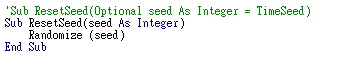 'Sub ResetSeed(Optional seed As Integer = TimeSeed)
Sub ResetSeed(seed As Integer)
    Randomize (seed)
End Sub